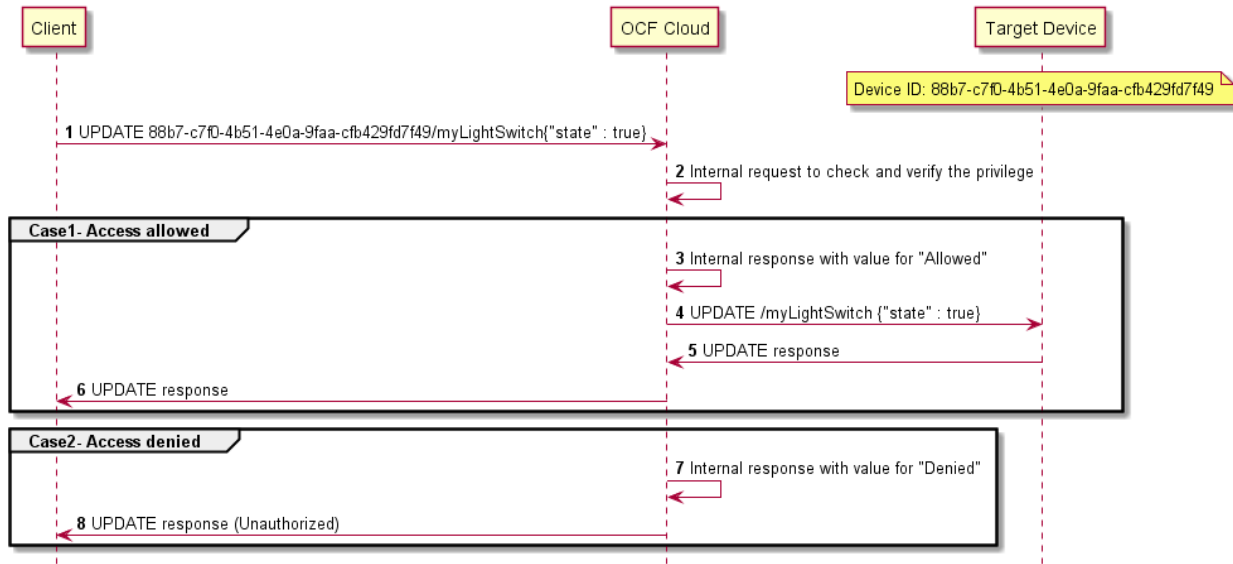 Client
OCF Cloud
Target Device
Device ID: 88b7-c7f0-4b51-4e0a-9faa-cfb429fd7f49
1 UPDATE 88b7-c7f0-4b51-4e0a-9faa-cfb429fd7f49/myLightSwitch{"state" : true}
2 Internal request to check and verify the privilege
Case1- Access allowed
3 Internal response with value for "Allowed"
4 UPDATE /myLightSwitch {"state" : true}
5 UPDATE response
6 UPDATE response
Case2- Access denied
7 Internal response with value for "Denied"
8 UPDATE response (Unauthorized)